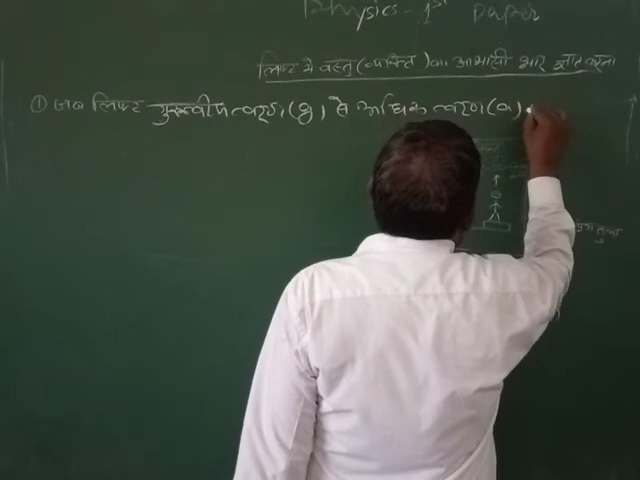 Physics - 1st Paper
लिफ्ट में वस्तु (व्यक्ति) का आभासी भार ज्ञात करना
① जब लिफ्ट गुरुत्वीय त्वरण (g) से अधिक त्वरण (a)